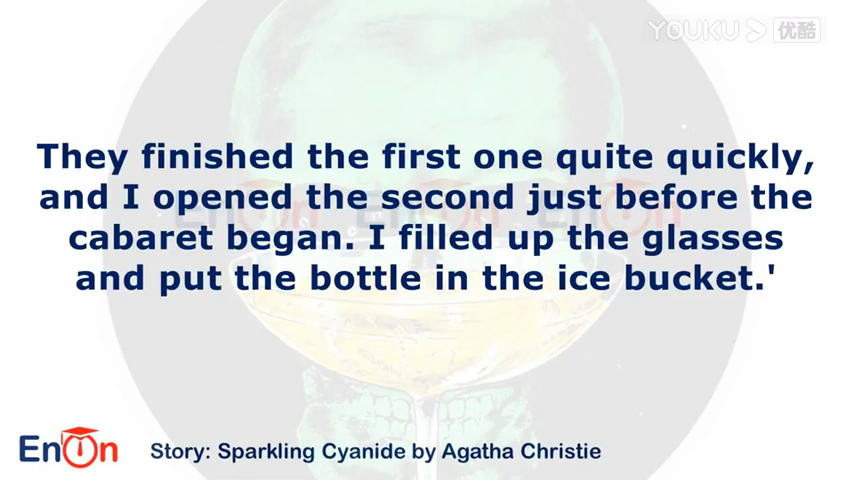 YOUKU 优酷
They finished the first one quite quickly,
and I opened the second just before the
cabaret began. I filled up the glasses
and put the bottle in the ice bucket.'
EnOn
Story: Sparkling Cyanide by Agatha Christie